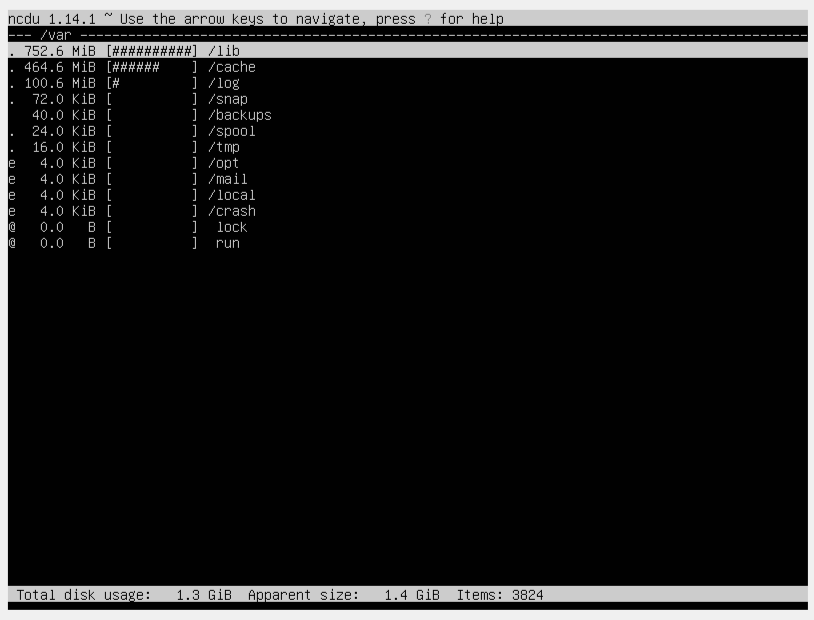 ncdu 1.14.1 ~ Use the arrow keys to navigate, press ? for help
--- /var -------------------------------------------------------------------------------------------
. 752.6 MiB [##########] /lib
. 464.6 MiB [######    ] /cache
. 100.6 MiB [#         ] /log
.  72.0 KiB [          ] /snap
   40.0 KiB [          ] /backups
.  24.0 KiB [          ] /spool
.  16.0 KiB [          ] /tmp
e   4.0 KiB [          ] /opt
e   4.0 KiB [          ] /mail
e   4.0 KiB [          ] /local
e   4.0 KiB [          ] /crash
@   0.0   B [          ]  lock
@   0.0   B [          ]  run
Total disk usage:   1.3 GiB  Apparent size:   1.4 GiB  Items: 3824